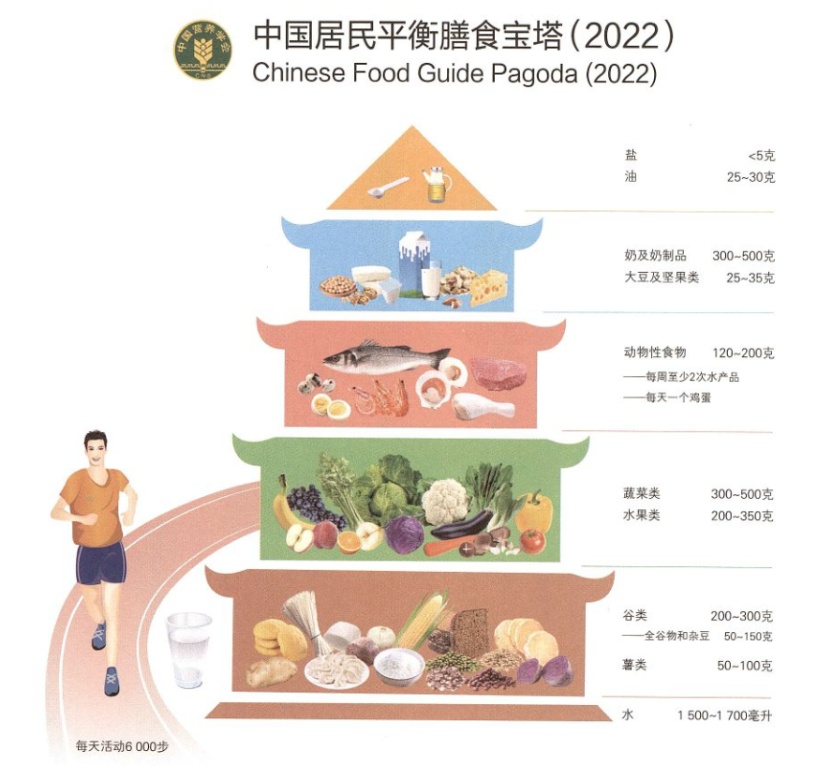 中国营养学会
中国居民平衡膳食宝塔（2022）
Chinese Food Guide Pagoda (2022)
盐 <5克
油 25~30克
奶及奶制品 300~500克
大豆及坚果类 25~35克
动物性食物 120~200克
——每周至少2次水产品
——每天一个鸡蛋
蔬菜类 300~500克
水果类 200~350克
谷类 200~300克
——全谷物和杂豆 50~150克
薯类 50~100克
水 1 500~1 700毫升
每天活动6 000步